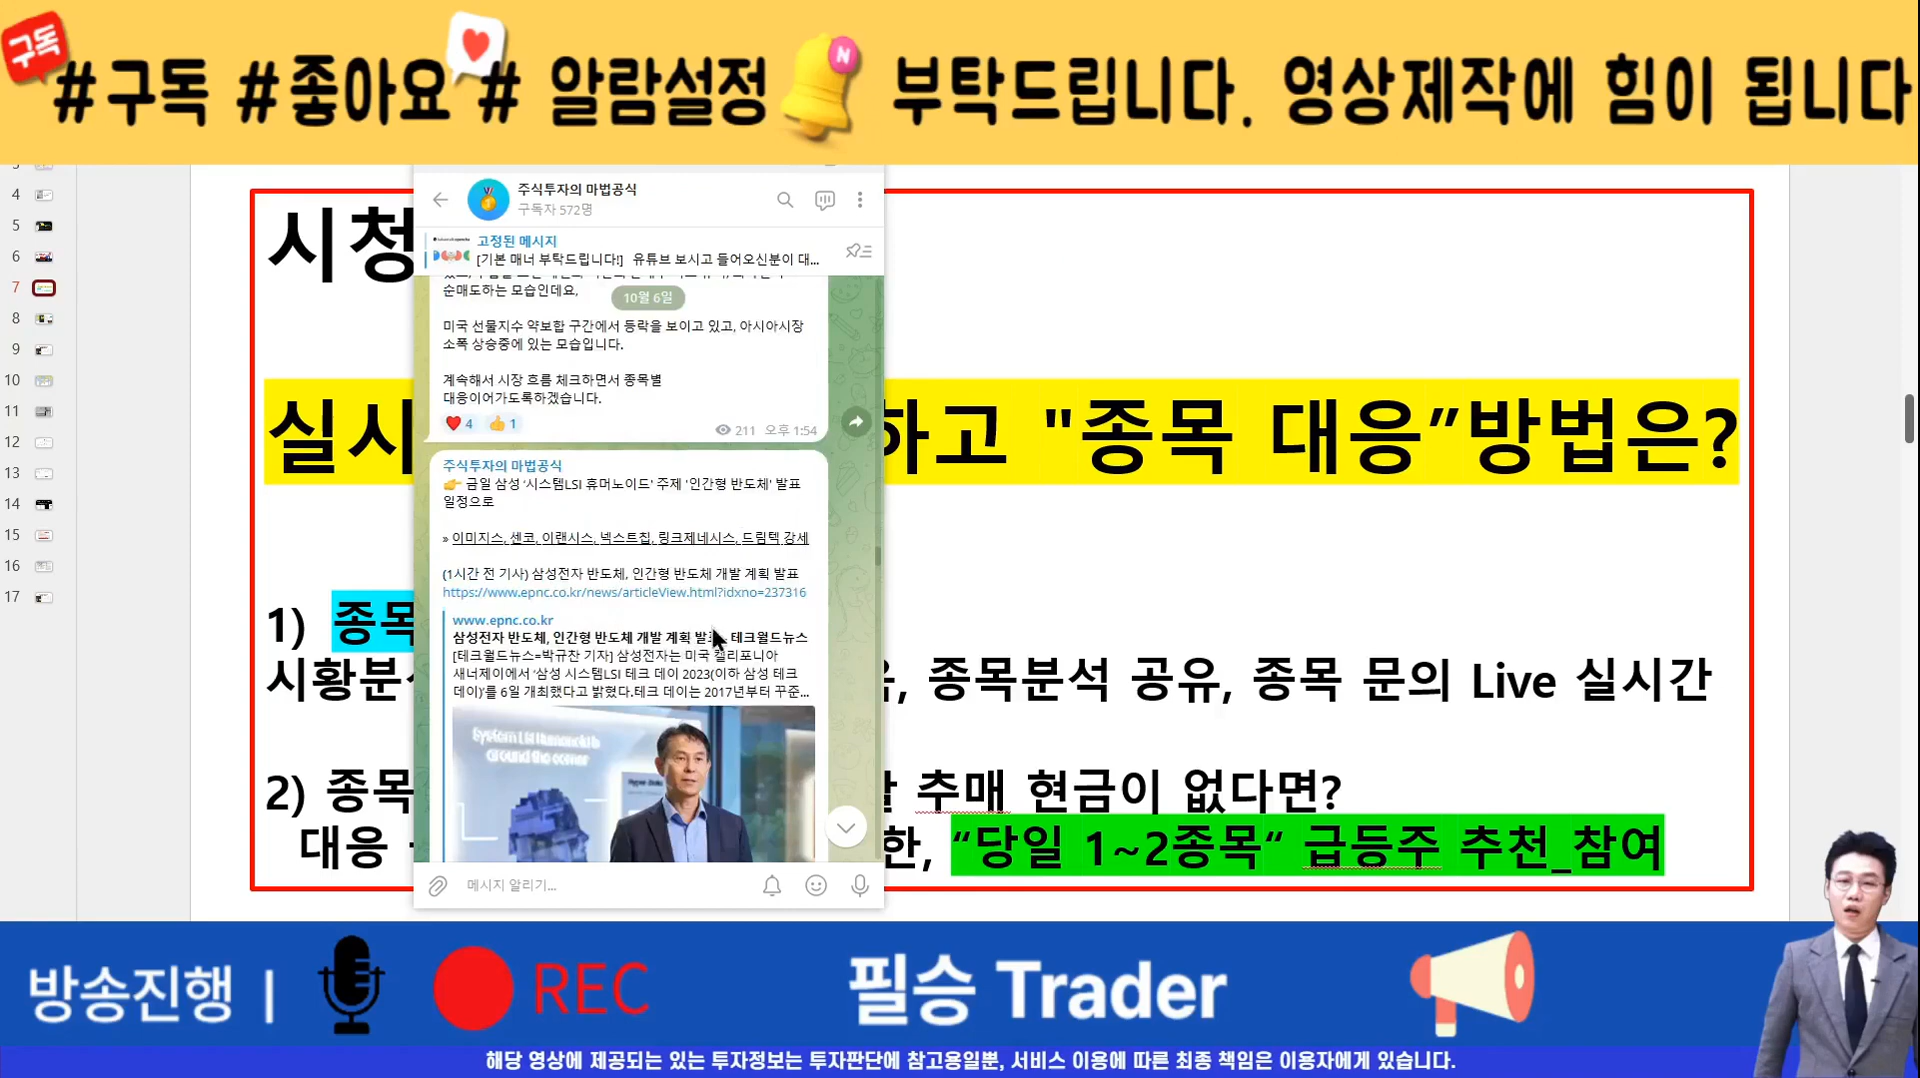 구독
#구독 #좋아요 # 알람설정 N 부탁드립니다. 영상제작에 힘이 됩니다
4
5
6
7
8
9
10
11
12
13
14
15
16
17
시청
실시
하고 "종목 대응”방법은?
1) 종목
시황분
, 종목분석 공유, 종목 문의 Live 실시간
2) 종목
추매 현금이 없다면?
대응
한, “당일 1~2종목“ 급등주 추천_참여
주식투자의 마법공식
구독자 572명
고정된 메시지
[기본 매너 부탁드립니다!] 유튜브 보시고 들어오신분이 대...
순매도하는 모습인데요,
10월 6일
미국 선물지수 약보합 구간에서 등락을 보이고 있고, 아시아시장
소폭 상승중에 있는 모습입니다.
계속해서 시장 흐름 체크하면서 종목별
대응이어가도록하겠습니다.
4 1
211 오후 1:54
주식투자의 마법공식
금일 삼성 '시스템LSI 휴머노이드' 주제 '인간형 반도체' 발표
일정으로
» 이미지스, 센코, 이랜시스, 넥스트칩, 링크제네시스, 드림텍 강세
(1시간 전 기사) 삼성전자 반도체, 인간형 반도체 개발 계획 발표
https://www.epnc.co.kr/news/articleView.html?idxno=237316
www.epnc.co.kr
삼성전자 반도체, 인간형 반도체 개발 계획 발표 - 테크월드뉴스
[테크월드뉴스=박규찬 기자] 삼성전자는 미국 캘리포니아
새너제이에서 '삼성 시스템LSI 테크 데이 2023(이하 삼성 테크
데이)'를 6일 개최했다고 밝혔다.테크 데이는 2017년부터 꾸준...
System LSI Humanoid is
around the corner
메시지 알리기...
방송진행 | REC 필승 Trader
해당 영상에 제공되는 있는 투자정보는 투자판단에 참고용일뿐, 서비스 이용에 따른 최종 책임은 이용자에게 있습니다.